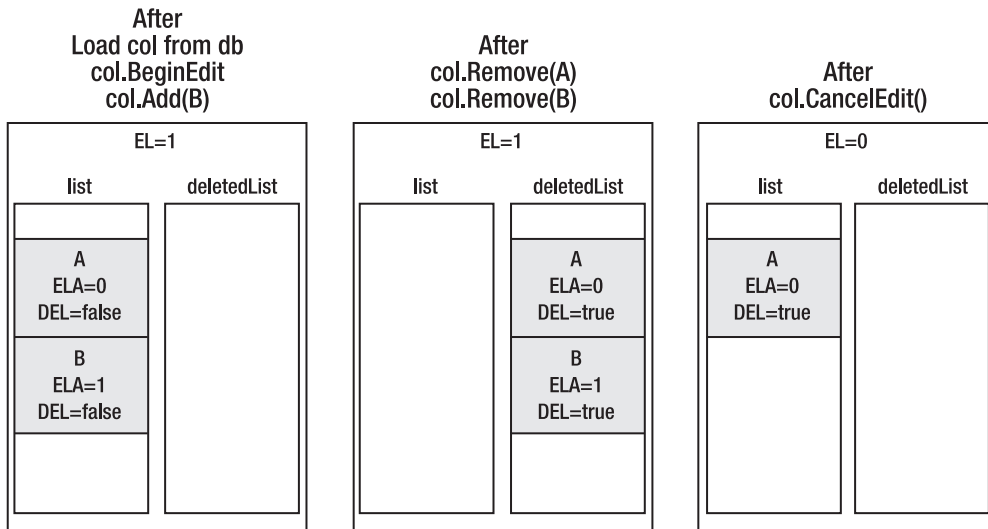 After
Load col from db
col.BeginEdit
col.Add(B)
EL=1
list
deletedList
A
ELA=0
DEL=false
B
ELA=1
DEL=false
After
col.Remove(A)
col.Remove(B)
EL=1
list
deletedList
A
ELA=0
DEL=true
B
ELA=1
DEL=true
After
col.CancelEdit()
EL=0
list
deletedList
A
ELA=0
DEL=true